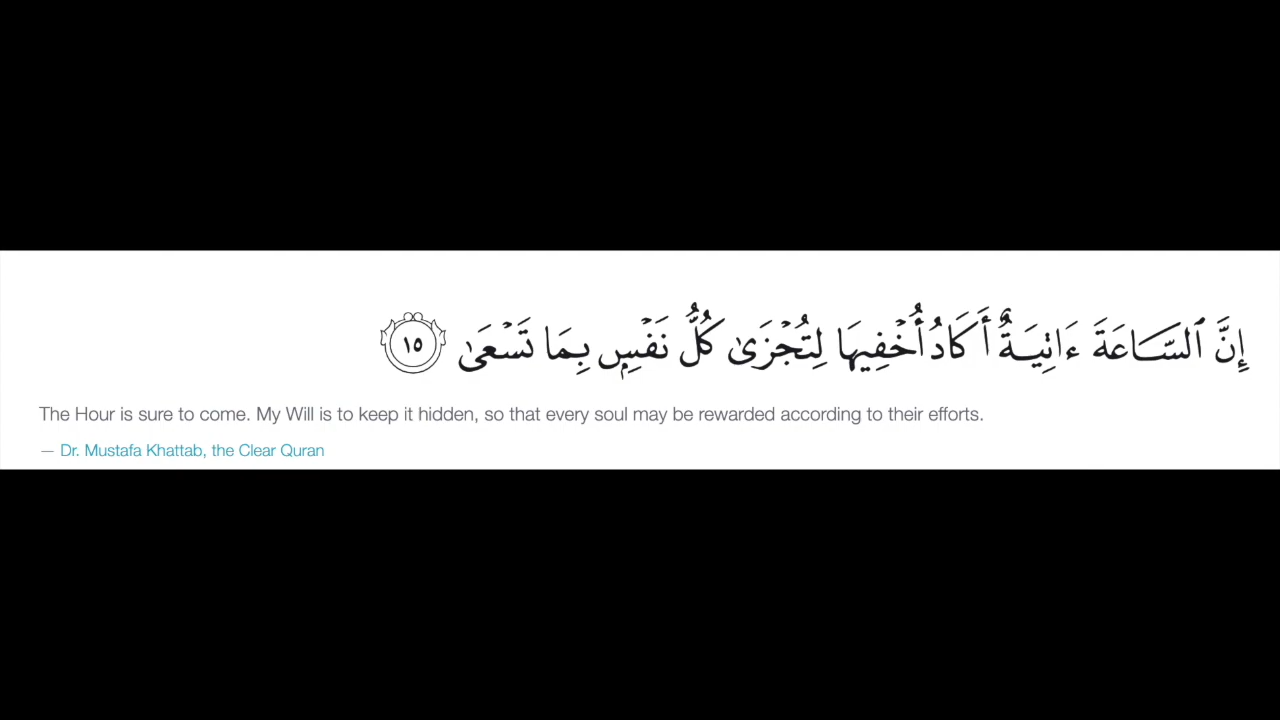 إِنَّ ٱلسَّاعَةَ ءَاتِيَةٌ أَكَادُ أُخْفِيهَا لِتُجْزَىٰ كُلُّ نَفْسٍۭ بِمَا تَسْعَىٰ ١٥
The Hour is sure to come. My Will is to keep it hidden, so that every soul may be rewarded according to their efforts.
— Dr. Mustafa Khattab, the Clear Quran